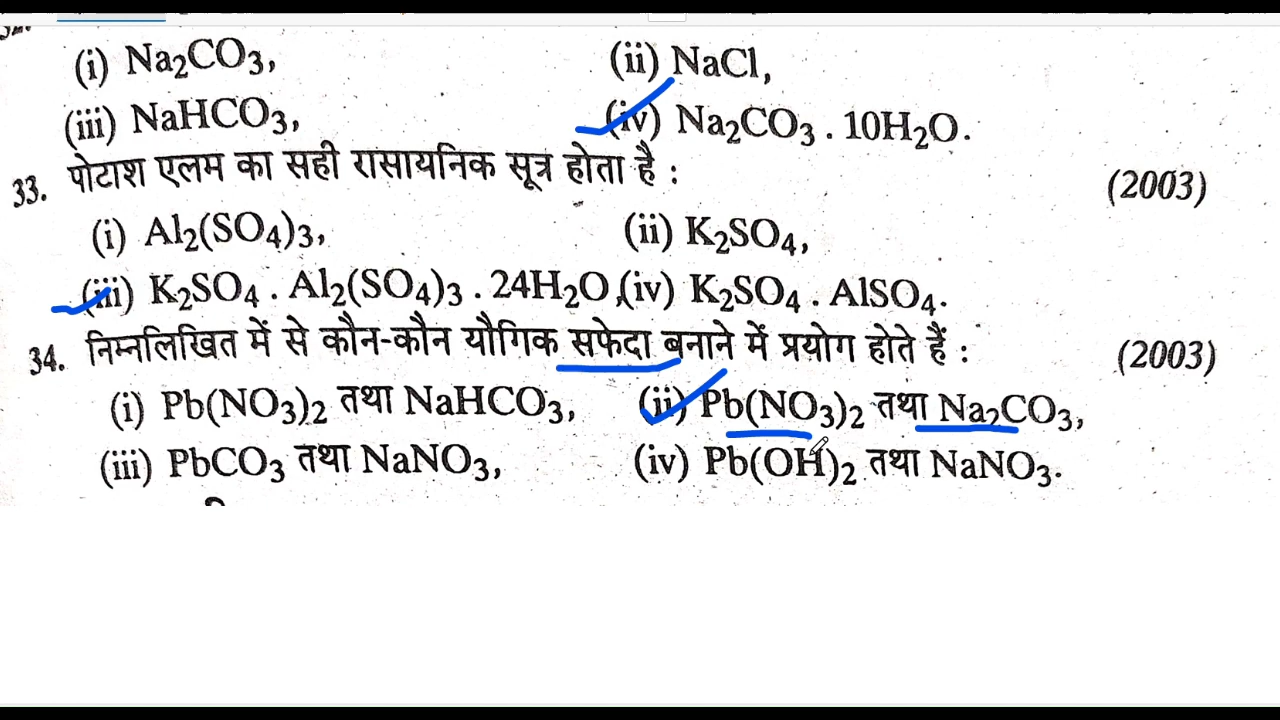 (i) Na₂CO₃, (ii) NaCl,
(iii) NaHCO₃, (iv) Na₂CO₃ . 10H₂O.
33. पोटाश एलम का सही रासायनिक सूत्र होता है : (2003)
(i) Al₂(SO₄)₃, (ii) K₂SO₄,
(iii) K₂SO₄ . Al₂(SO₄)₃ . 24H₂O, (iv) K₂SO₄ . AlSO₄.
34. निम्नलिखित में से कौन-कौन यौगिक सफेदा बनाने में प्रयोग होते हैं : (2003)
(i) Pb(NO₃)₂ तथा NaHCO₃, (ii) Pb(NO₃)₂ तथा Na₂CO₃,
(iii) PbCO₃ तथा NaNO₃, (iv) Pb(OH)₂ तथा NaNO₃.